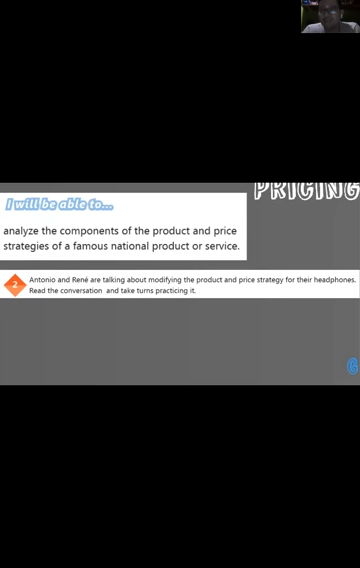 PRICING
I will be able to...
analyze the components of the product and price
strategies of a famous national product or service.
2
Antonio and René are talking about modifying the product and price strategy for their headphones.
Read the conversation and take turns practicing it.
G